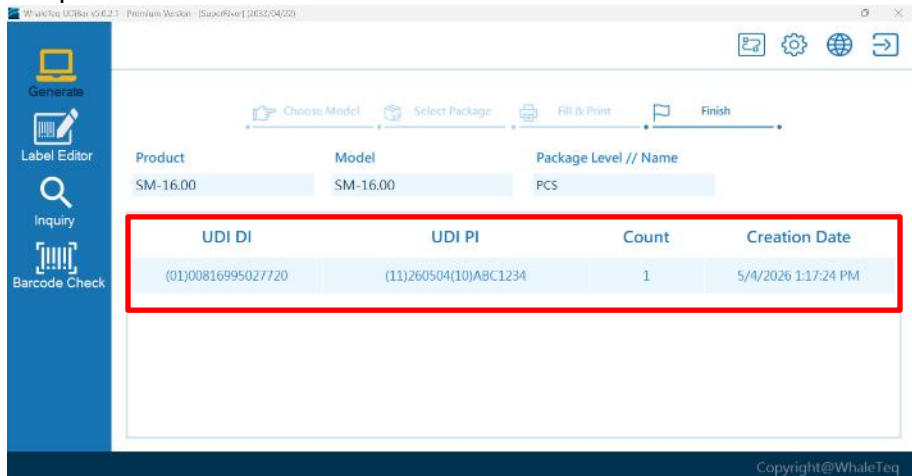 WhaleTeq UDIBar v5.0.2.1 - Premium Version - [SuperUser] (2032/04/22)
Generate
Choose Model Select Package Fill & Print Finish
Label Editor
Product Model Package Level // Name
SM-16.00 SM-16.00 PCS
Inquiry
UDI DI UDI PI Count Creation Date
Barcode Check
(01)00816995027720 (11)260504(10)ABC1234 1 5/4/2026 1:17:24 PM
Copyright@WhaleTeq